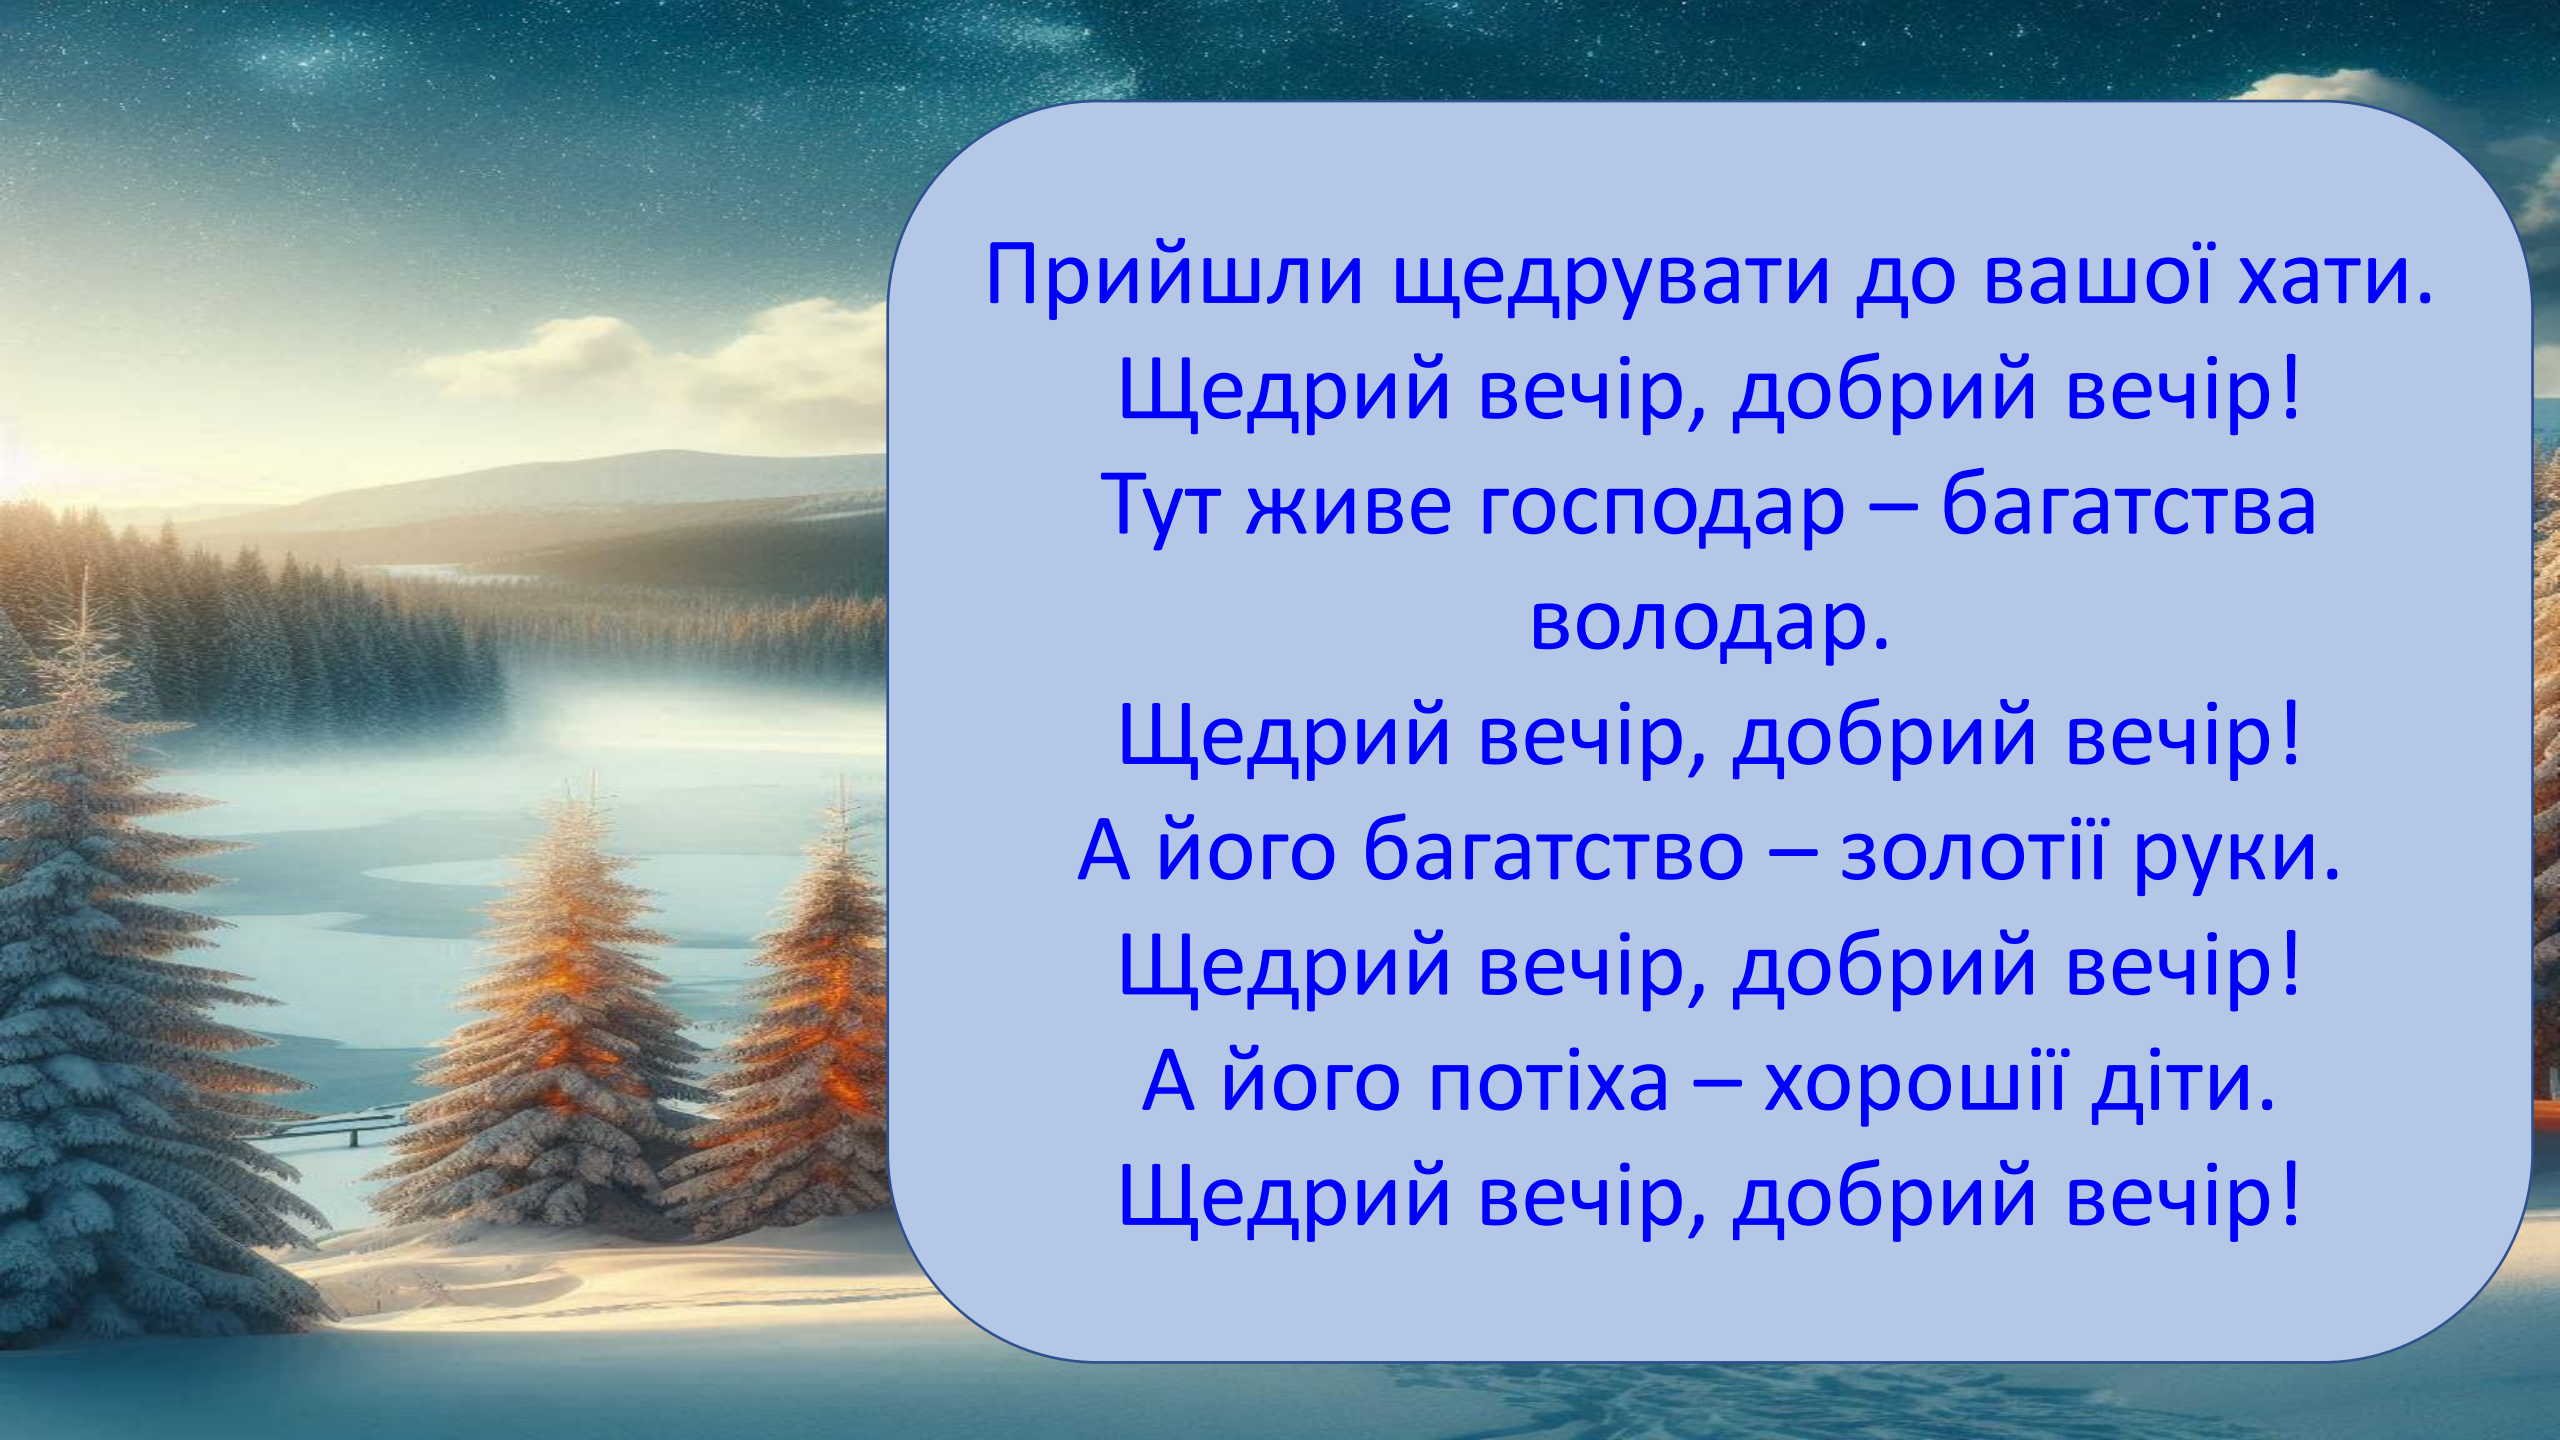 Прийшли щедрувати до вашої хати.
Щедрий вечір, добрий вечір!
Тут живе господар – багатства
володар.
Щедрий вечір, добрий вечір!
А його багатство – золотії руки.
Щедрий вечір, добрий вечір!
А його потіха – хорошії діти.
Щедрий вечір, добрий вечір!